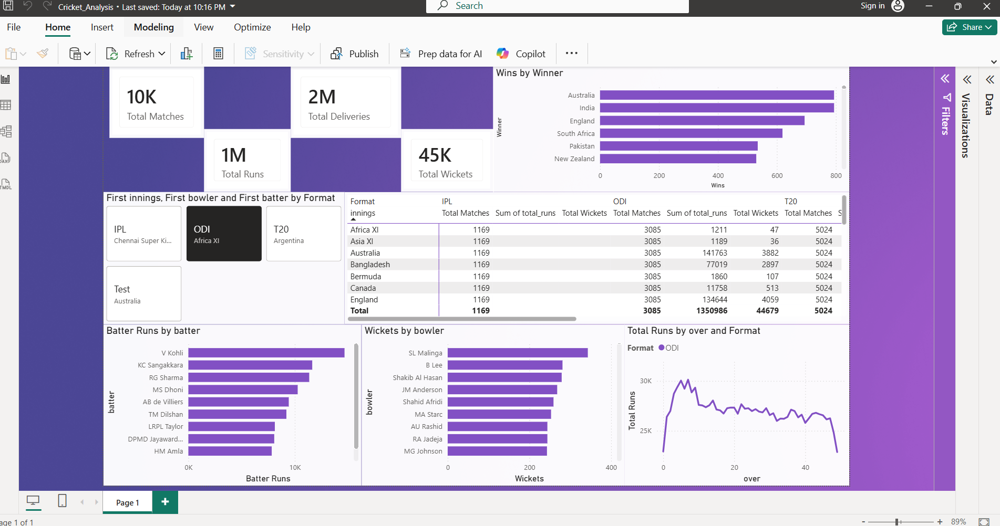 Cricket_Analysis • Last saved: Today at 10:16 PM
Search
Sign in
File Home Insert Modeling View Optimize Help
Share
Refresh
Sensitivity
Publish
Prep data for AI
Copilot
10K
Total Matches
2M
Total Deliveries
1M
Total Runs
45K
Total Wickets
Wins by Winner
Winner
Australia
India
England
South Africa
Pakistan
New Zealand
0 200 400 600 800
Wins
Filters
Visualizations
Data
First innings, First bowler and First batter by Format
IPL
Chennai Super Ki...
ODI
Africa XI
T20
Argentina
Test
Australia
Format IPL ODI T20
innings Total Matches Sum of total_runs Total Wickets Total Matches Sum of total_runs Total Wickets Total Matches S
Africa XI 1169 3085 1211 47 5024
Asia XI 1169 3085 1189 36 5024
Australia 1169 3085 141763 3882 5024
Bangladesh 1169 3085 77019 2897 5024
Bermuda 1169 3085 1860 107 5024
Canada 1169 3085 11758 513 5024
England 1169 3085 134644 4059 5024
Total 1169 3085 1350986 44679 5024
Batter Runs by batter
batter
V Kohli
KC Sangakkara
RG Sharma
MS Dhoni
AB de Villiers
TM Dilshan
LRPL Taylor
DPMD Jayaward...
HM Amla
0K 10K
Batter Runs
Wickets by bowler
bowler
SL Malinga
B Lee
Shakib Al Hasan
JM Anderson
Shahid Afridi
MA Starc
AU Rashid
RA Jadeja
MG Johnson
0 200 400
Wickets
Total Runs by over and Format
Format ODI
Total Runs
30K
25K
0 20 40
over
Page 1
+
age 1 of 1
- + 89%